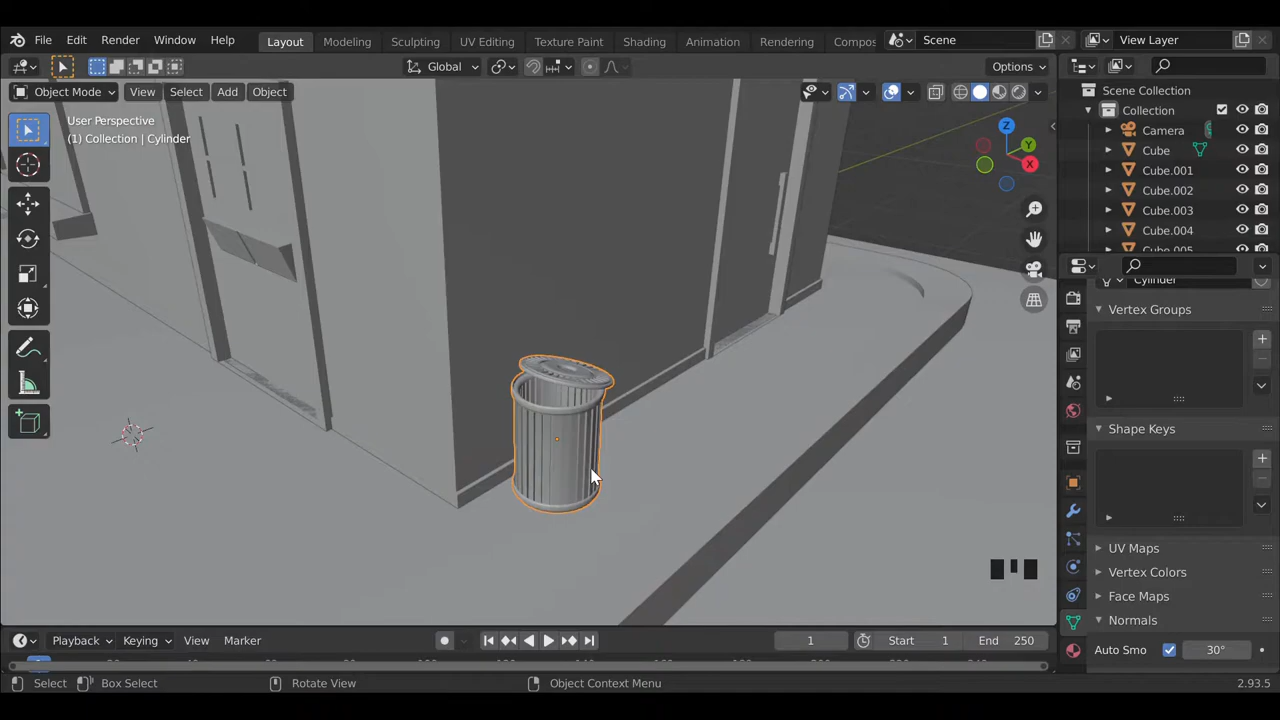 File Edit Render Window Help Layout Modeling Sculpting UV Editing Texture Paint Shading Animation Rendering Compos Scene View Layer
Global Options
Object Mode View Select Add Object
User Perspective
(1) Collection | Cylinder
Z
Y
X
Scene Collection
Collection
Camera
Cube
Cube.001
Cube.002
Cube.003
Cube.004
Cube.005
Cylinder
Vertex Groups
Shape Keys
UV Maps
Vertex Colors
Face Maps
Normals
Auto Smo 30°
Playback Keying View Marker 1 Start 1 End 250
Select Box Select Rotate View Object Context Menu 2.93.5